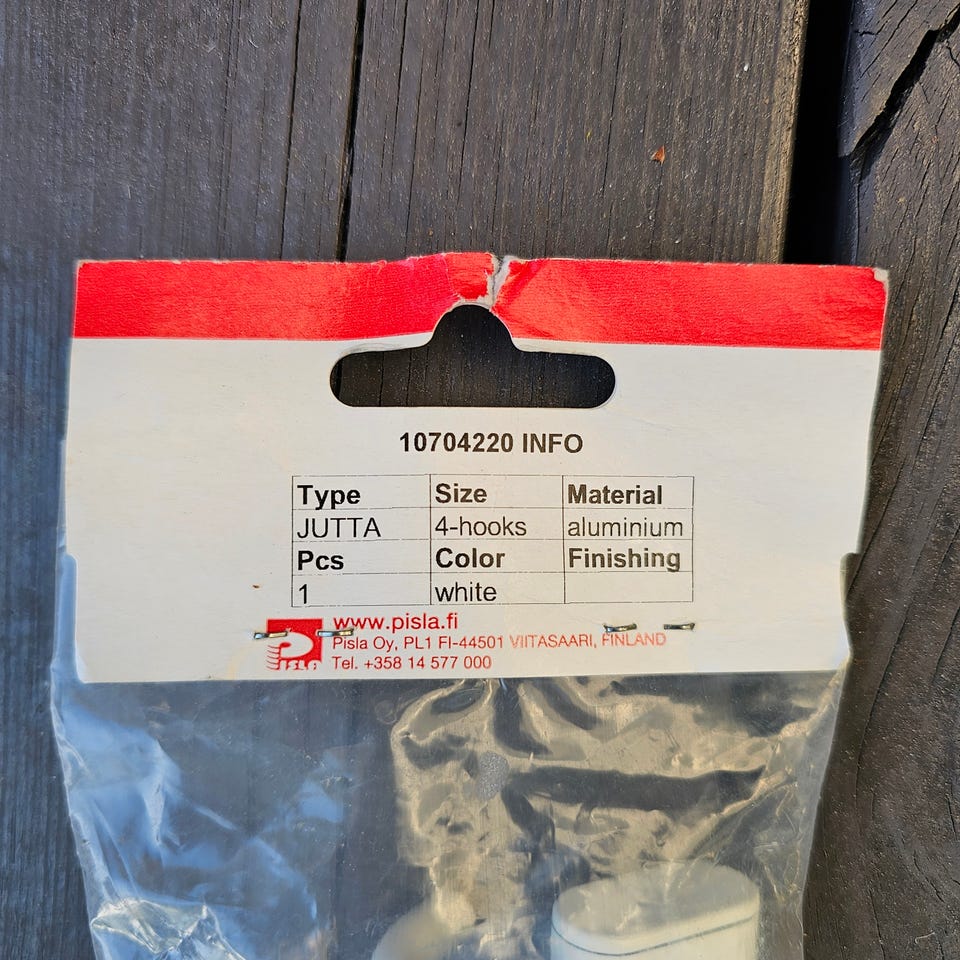 10704220 INFO
Type Size Material
JUTTA 4-hooks aluminium
Pcs Color Finishing
1 white
www.pisla.fi
Pisla Oy, PL1 FI-44501 VIITASAARI, FINLAND
PISLA Tel. +358 14 577 000